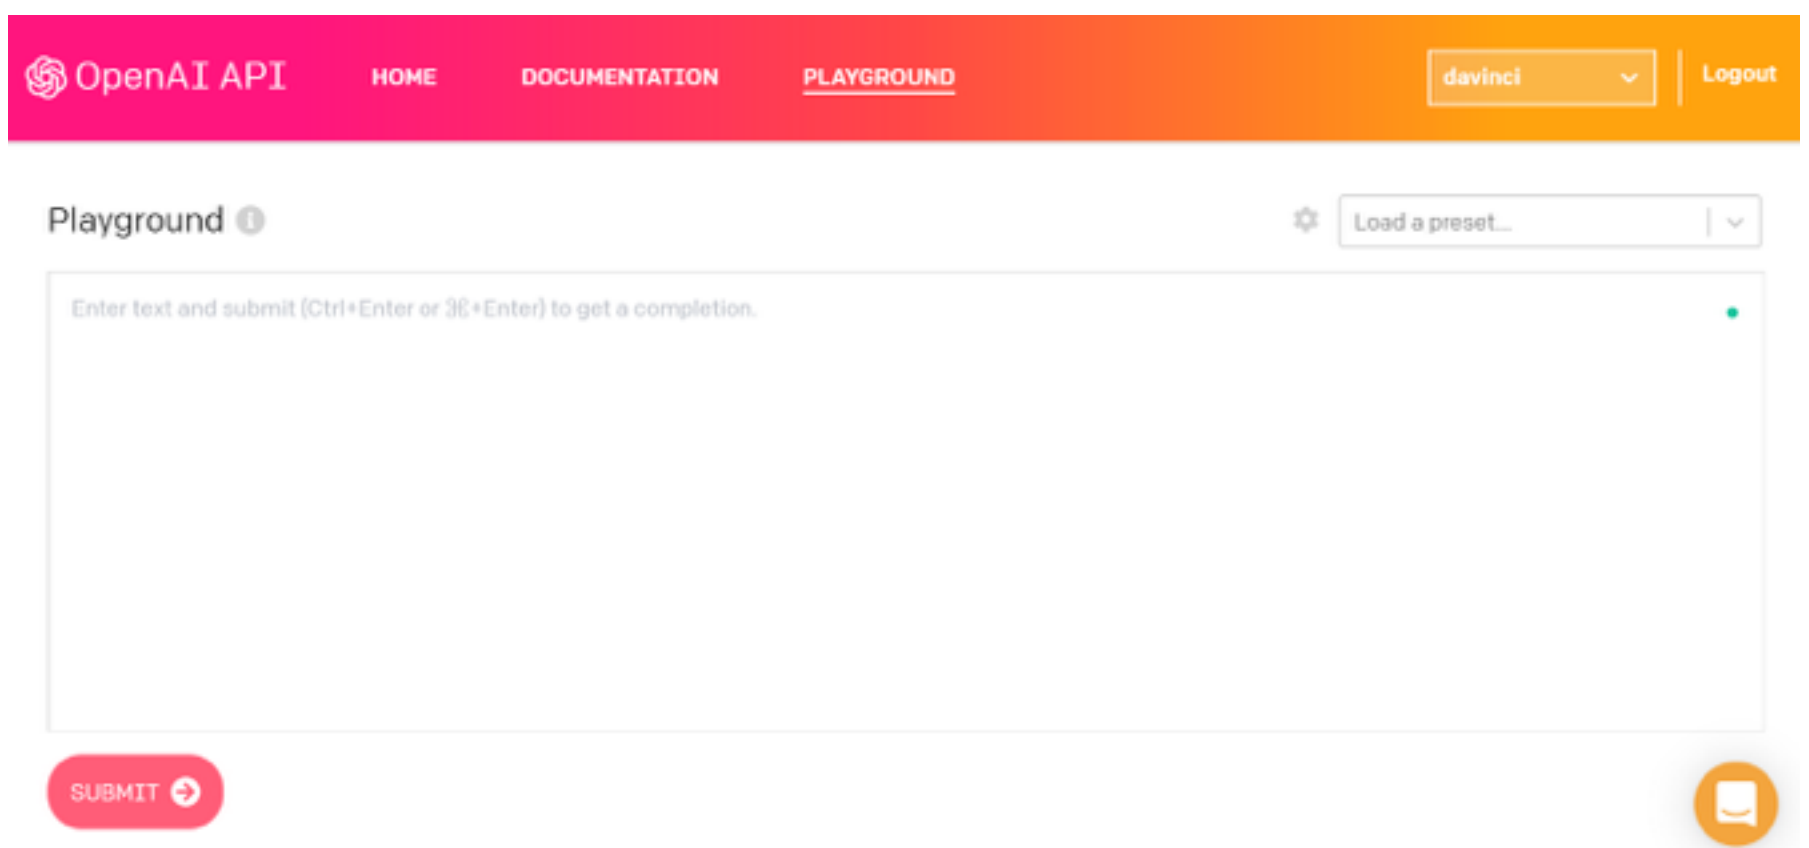 OpenAI API HOME DOCUMENTATION PLAYGROUND davinci Logout
Playground Load a preset...
Enter text and submit (Ctrl+Enter or ⌘+Enter) to get a completion.
SUBMIT